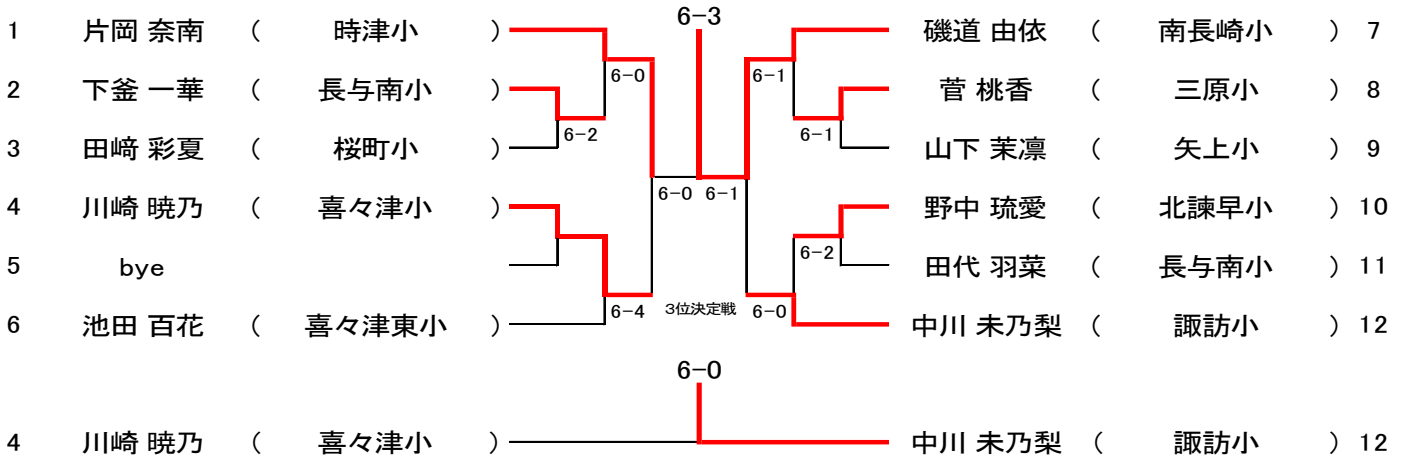 6-3
1 片岡 奈南 ( 時津小 ) 磯道 由依 ( 南長崎小 ) 7
6-0 6-1
2 下釜 一華 ( 長与南小 ) 菅 桃香 ( 三原小 ) 8
6-2 6-1
3 田﨑 彩夏 ( 桜町小 ) 山下 茉凛 ( 矢上小 ) 9
6-0 6-1
4 川崎 暁乃 ( 喜々津小 ) 野中 琉愛 ( 北諫早小 ) 10
6-2
5 bye 田代 羽菜 ( 長与南小 ) 11
6-4 3位決定戦 6-0
6 池田 百花 ( 喜々津東小 ) 中川 未乃梨 ( 諏訪小 ) 12
6-0
4 川崎 暁乃 ( 喜々津小 ) 中川 未乃梨 ( 諏訪小 ) 12